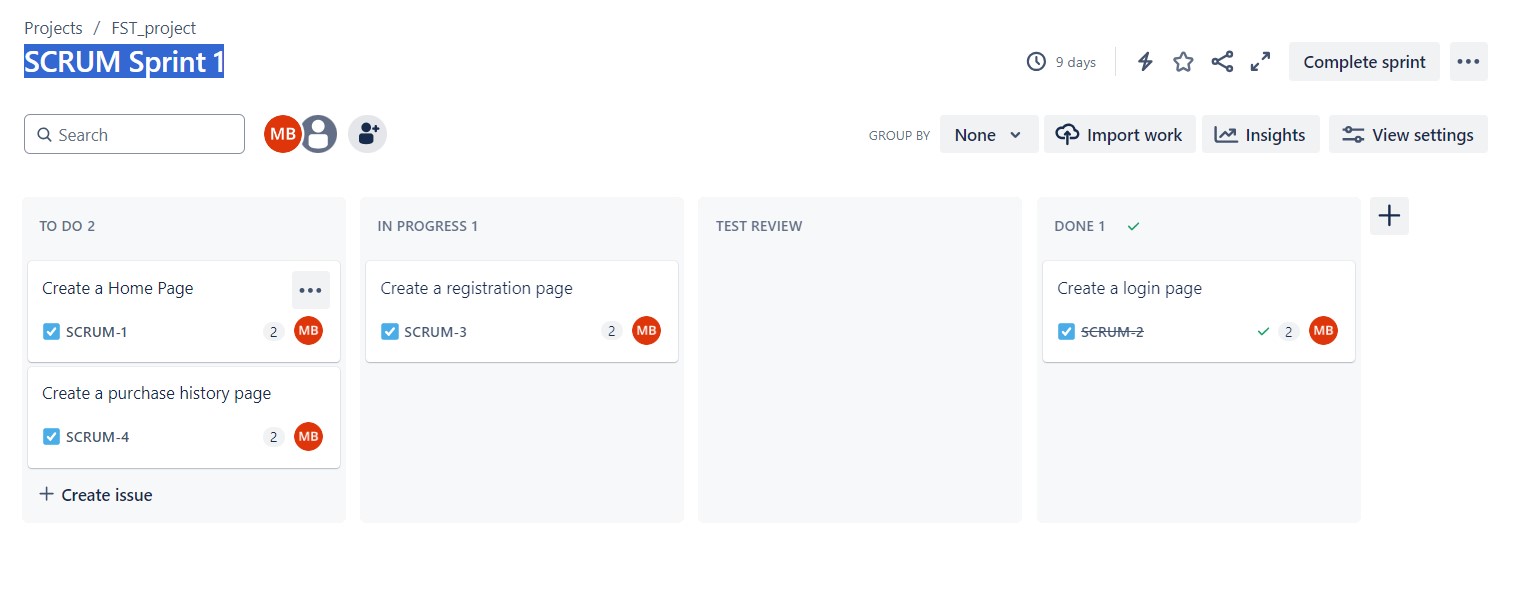 Projects / FST_project
SCRUM Sprint 1
9 days
Complete sprint
Search
MB
GROUP BY
None
Import work
Insights
View settings
TO DO 2
Create a Home Page
SCRUM-1
2
MB
Create a purchase history page
SCRUM-4
2
MB
+ Create issue
IN PROGRESS 1
Create a registration page
SCRUM-3
2
MB
TEST REVIEW
DONE 1
Create a login page
SCRUM-2
2
MB